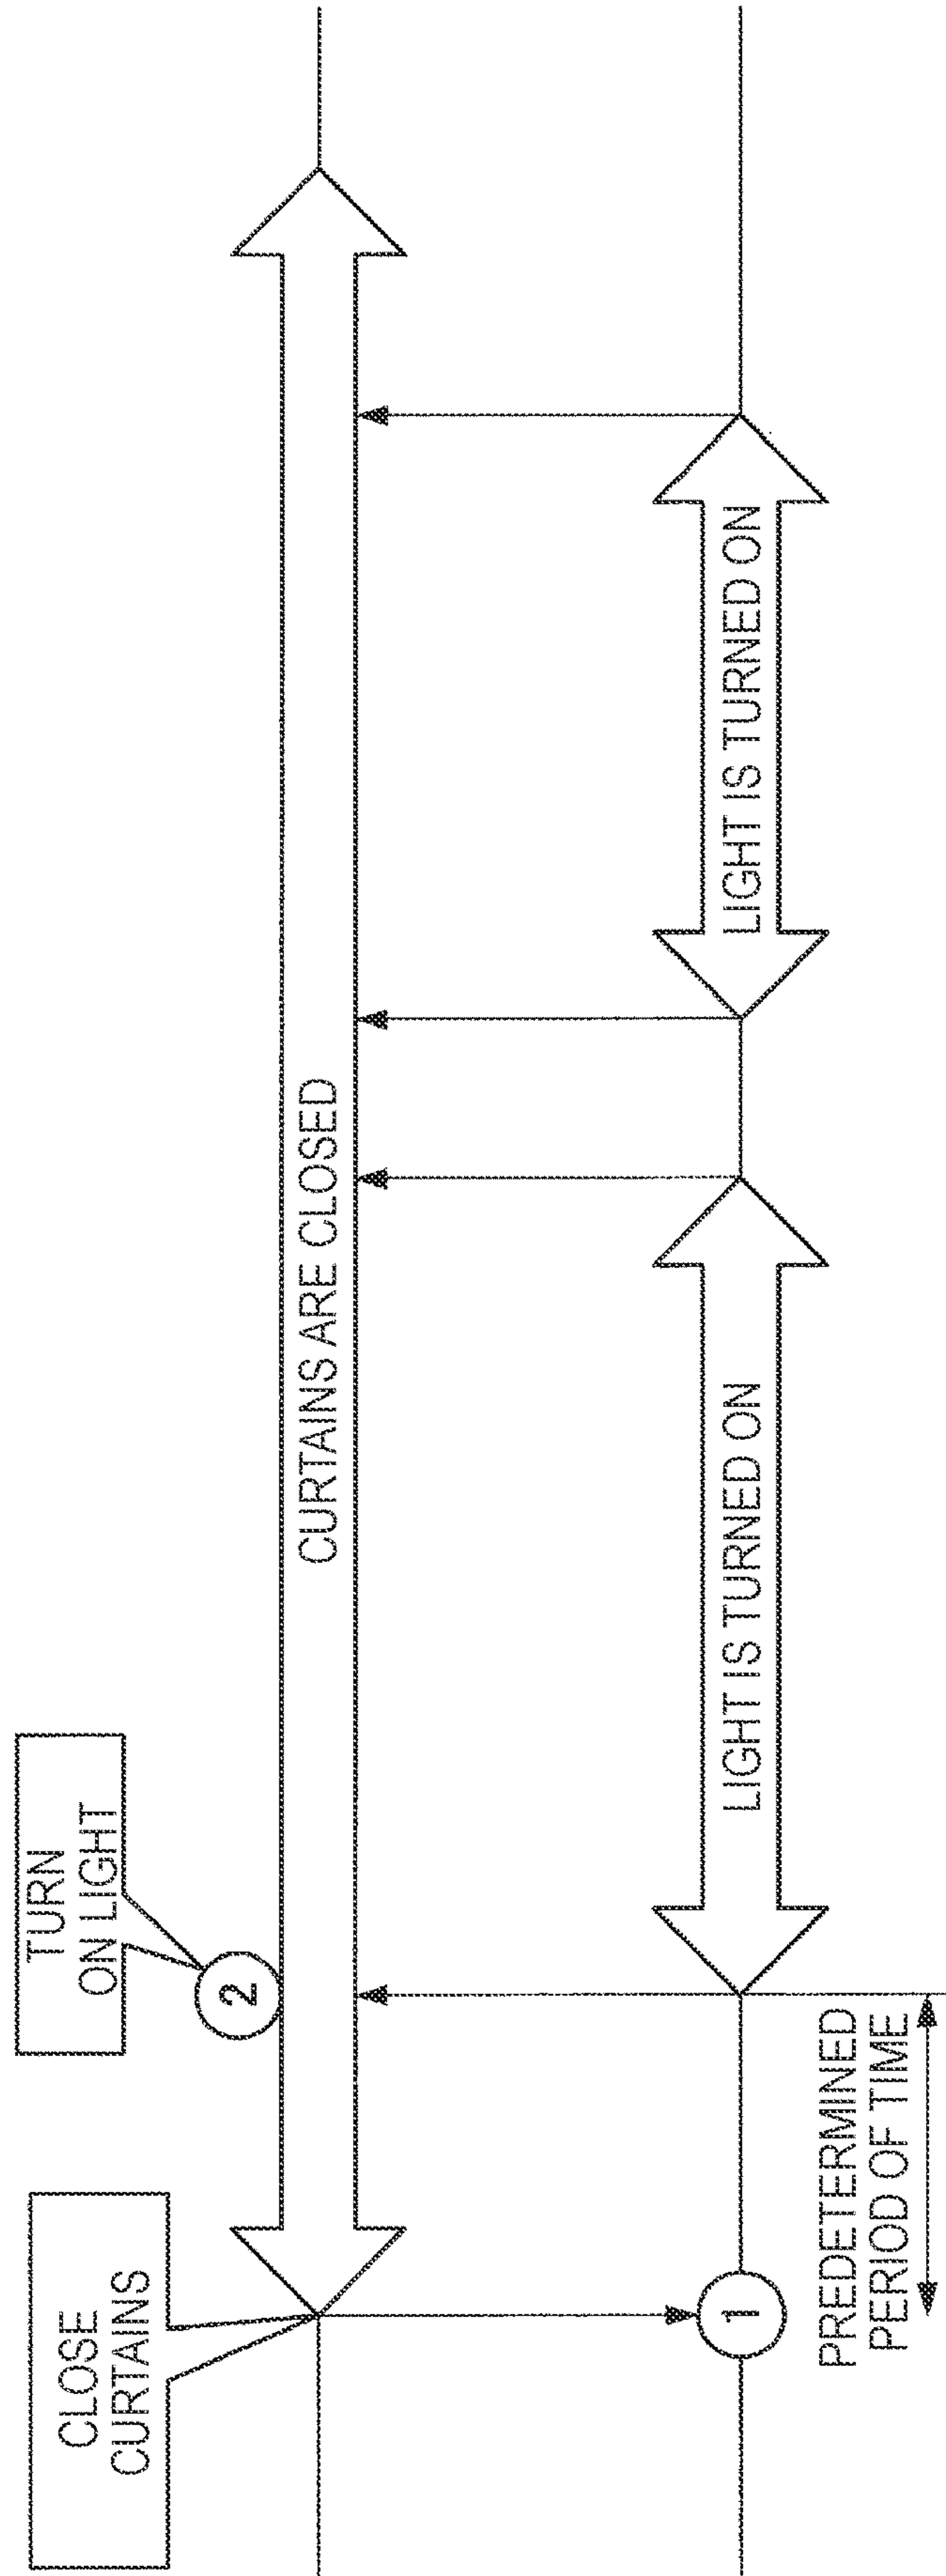 CLOSE
CURTAINS
TURN
ON LIGHT
2
CURTAINS ARE CLOSED
1
LIGHT IS TURNED ON
LIGHT IS TURNED ON
PREDETERMINED
PERIOD OF TIME